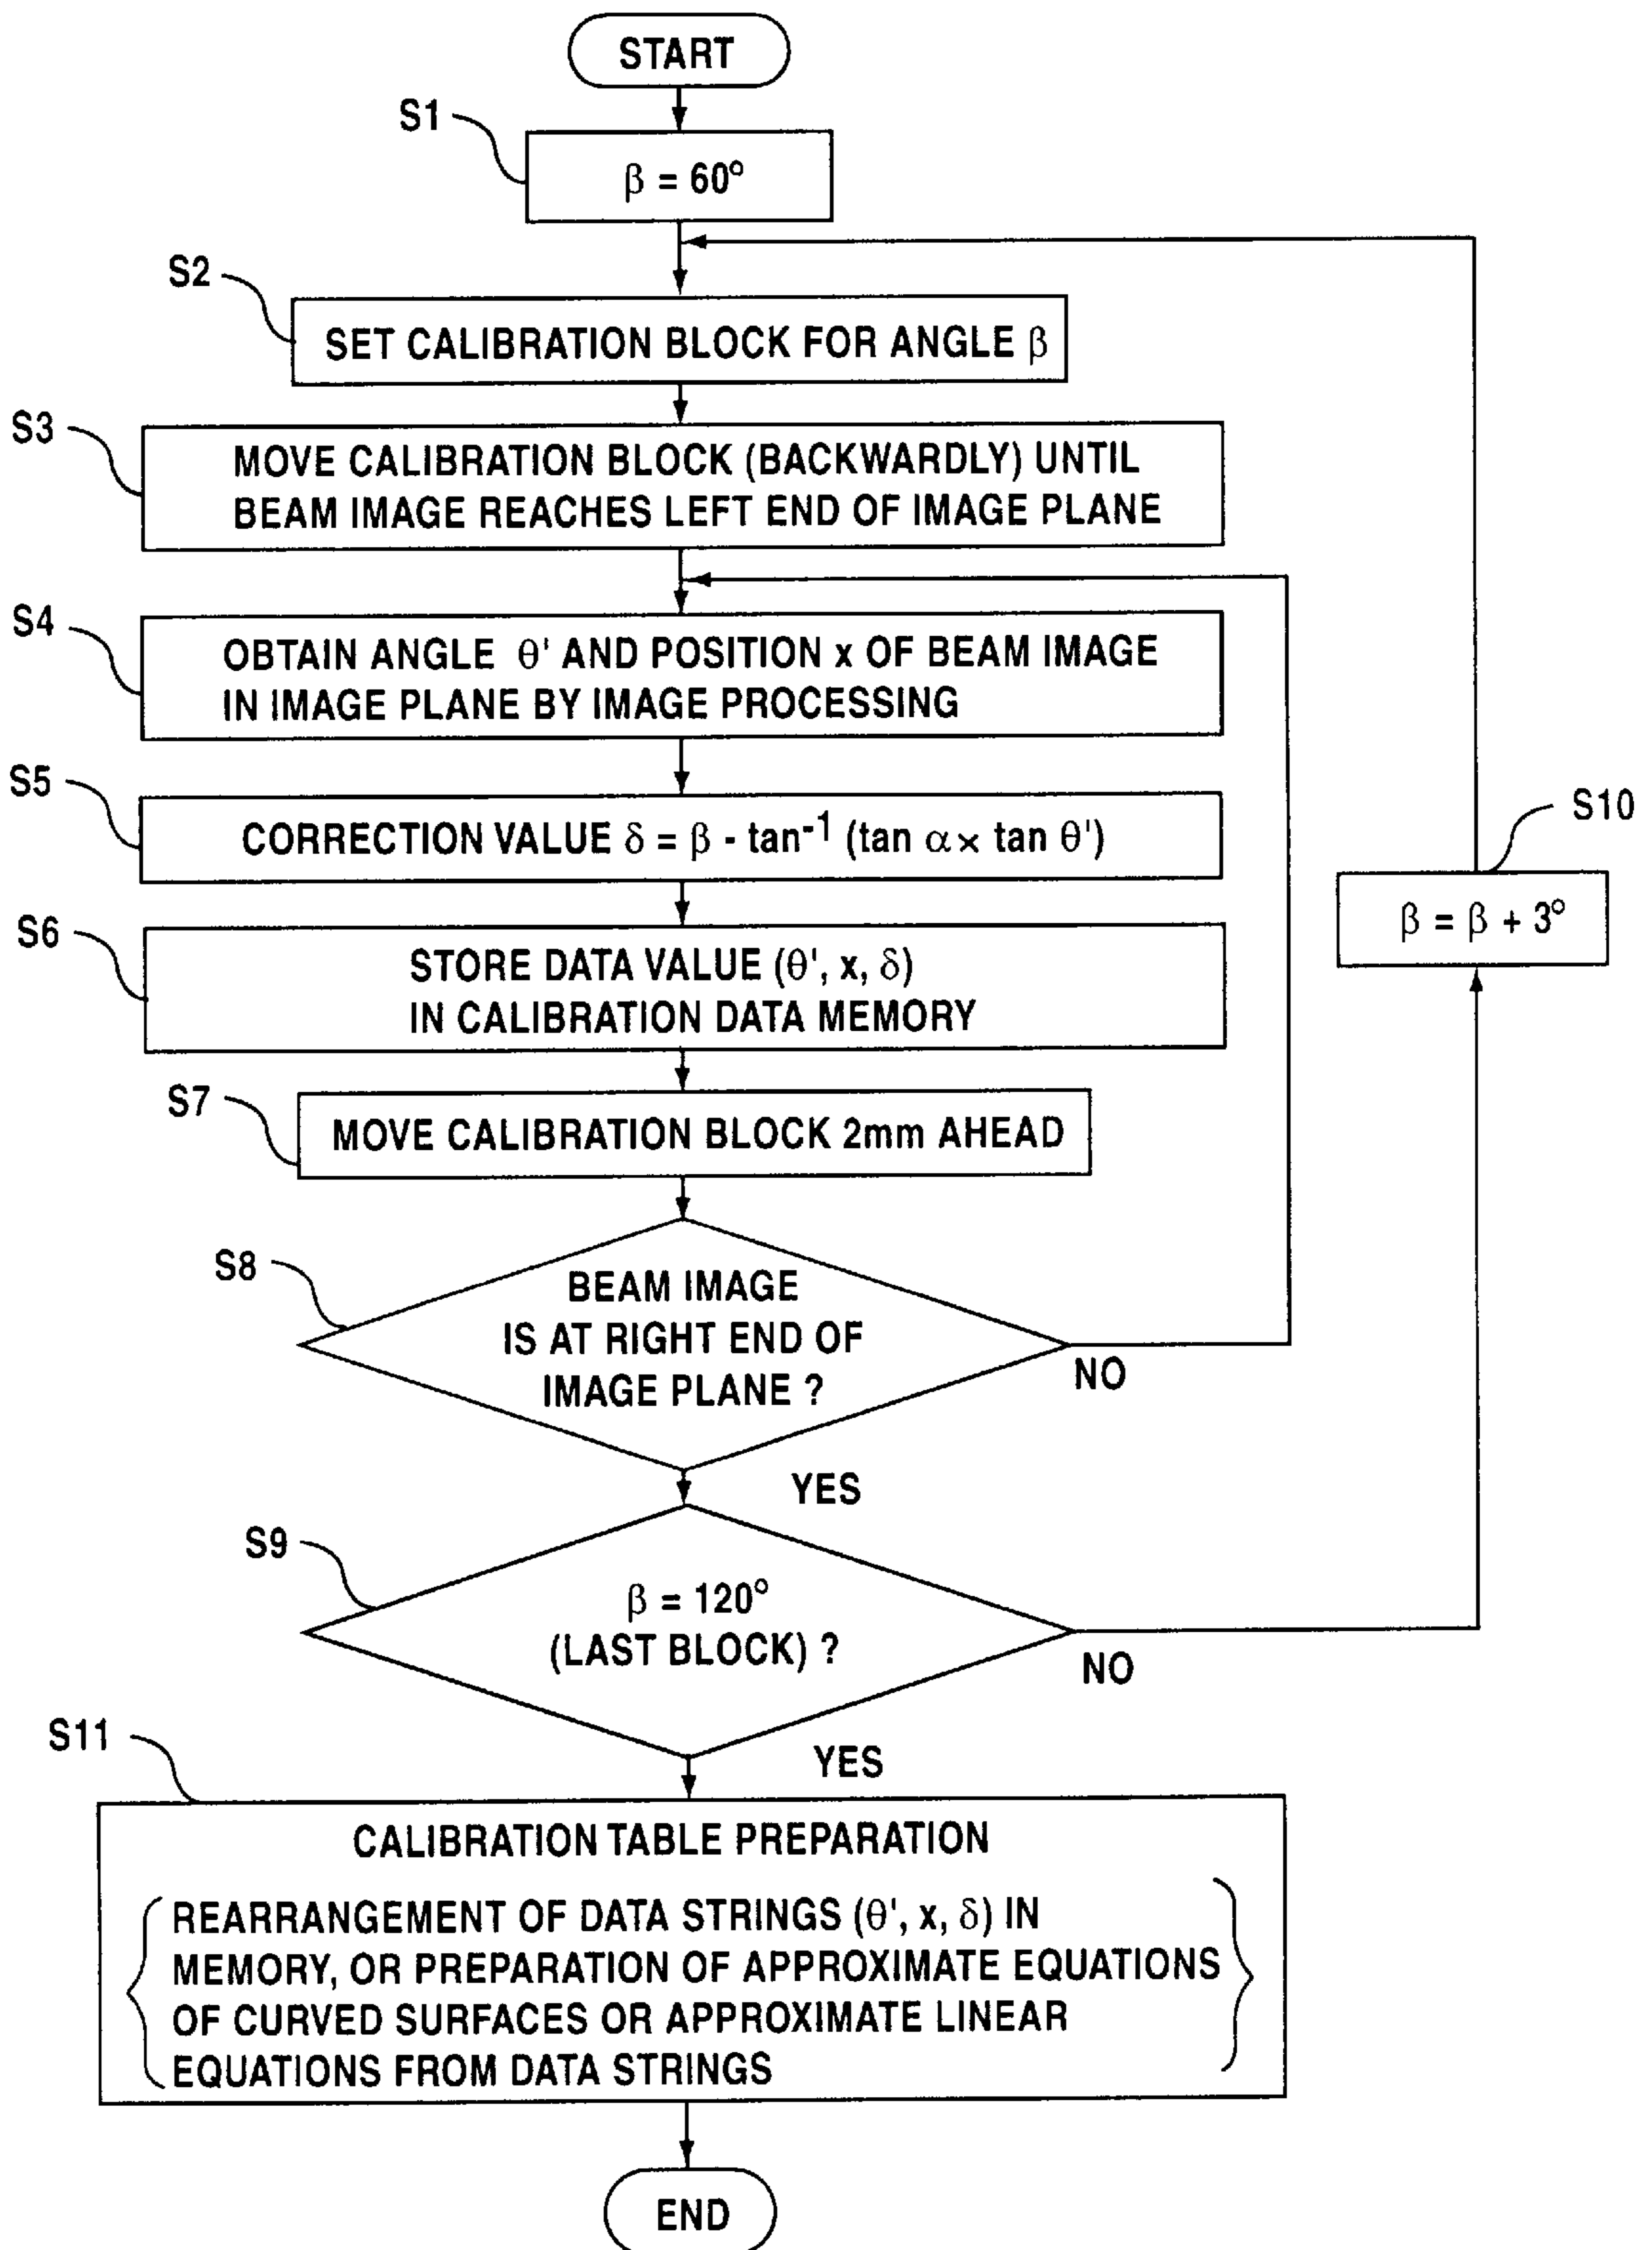 START
S1
β = 60°
S2
SET CALIBRATION BLOCK FOR ANGLE β
S3
MOVE CALIBRATION BLOCK (BACKWARDLY) UNTIL
BEAM IMAGE REACHES LEFT END OF IMAGE PLANE
S4
OBTAIN ANGLE θ' AND POSITION x OF BEAM IMAGE
IN IMAGE PLANE BY IMAGE PROCESSING
S5
CORRECTION VALUE δ = β - tan⁻¹ (tan α× tan θ')
S10
β = β + 3°
S6
STORE DATA VALUE (θ', x, δ)
IN CALIBRATION DATA MEMORY
S7
MOVE CALIBRATION BLOCK 2mm AHEAD
S8
BEAM IMAGE
IS AT RIGHT END OF
IMAGE PLANE ?
NO
YES
S9
β = 120°
(LAST BLOCK) ?
NO
YES
S11
CALIBRATION TABLE PREPARATION
REARRANGEMENT OF DATA STRINGS (θ', x, δ) IN
MEMORY, OR PREPARATION OF APPROXIMATE EQUATIONS
OF CURVED SURFACES OR APPROXIMATE LINEAR
EQUATIONS FROM DATA STRINGS
END